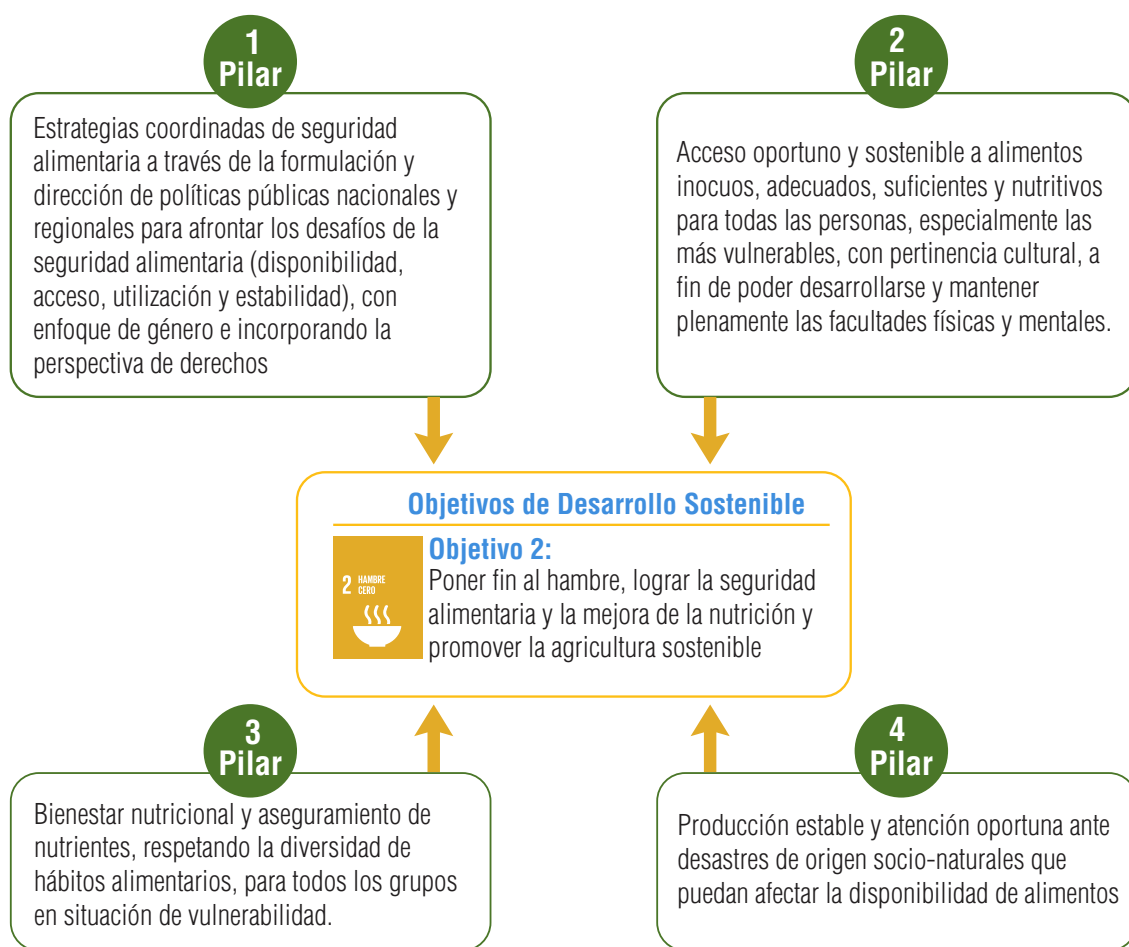 1
Pilar
Estrategias coordinadas de seguridad
alimentaria a través de la formulación y
dirección de políticas públicas nacionales y
regionales para afrontar los desafíos de la
seguridad alimentaria (disponibilidad,
acceso, utilización y estabilidad), con
enfoque de género e incorporando la
perspectiva de derechos
2
Pilar
Acceso oportuno y sostenible a alimentos
inocuos, adecuados, suficientes y nutritivos
para todas las personas, especialmente las
más vulnerables, con pertinencia cultural, a
fin de poder desarrollarse y mantener
plenamente las facultades físicas y mentales.
Objetivos de Desarrollo Sostenible
2 HAMBRE
CERO
Objetivo 2:
Poner fin al hambre, lograr la seguridad
alimentaria y la mejora de la nutrición y
promover la agricultura sostenible
3
Pilar
Bienestar nutricional y aseguramiento de
nutrientes, respetando la diversidad de
hábitos alimentarios, para todos los grupos
en situación de vulnerabilidad.
4
Pilar
Producción estable y atención oportuna ante
desastres de origen socio-naturales que
puedan afectar la disponibilidad de alimentos